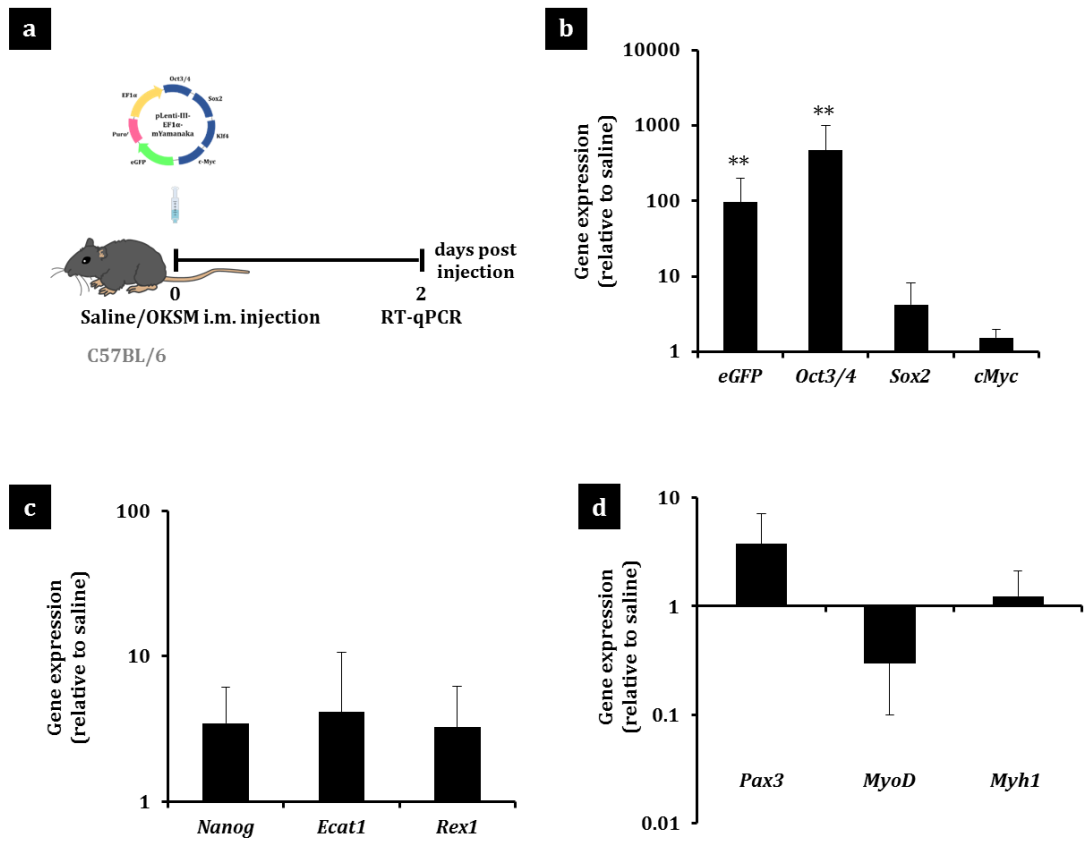 a
Oct3/4
EF1α
Sox2
pLenti-III-
EF1α-
mYamanaka
Puroʳ
Klf4
eGFP
c-Myc
days post
injection
0
2
Saline/OKSM i.m. injection
RT-qPCR
C57BL/6
b
Gene expression
(relative to saline)
10000
1000
100
10
1
**
**
eGFP
Oct3/4
Sox2
cMyc
c
Gene expression
(relative to saline)
100
10
1
Nanog
Ecat1
Rex1
d
Gene expression
(relative to saline)
10
1
0.1
0.01
Pax3
MyoD
Myh1